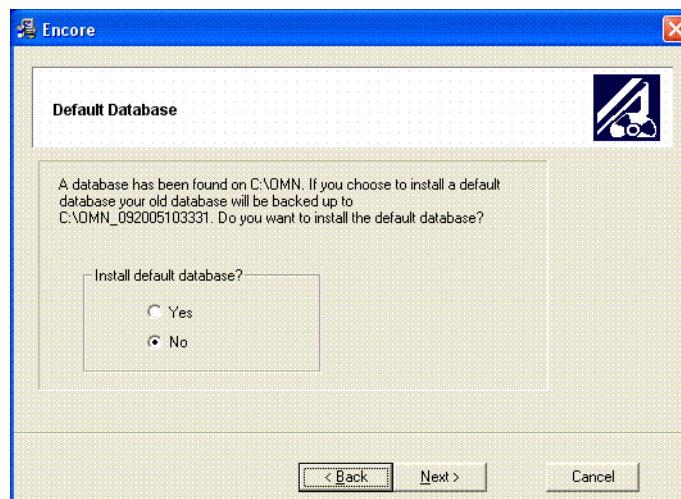 Encore
Default Database
A database has been found on C:\OMN. If you choose to install a default
database your old database will be backed up to
C:\OMN_092005103331. Do you want to install the default database?
Install default database?
Yes
No
< Back
Next >
Cancel